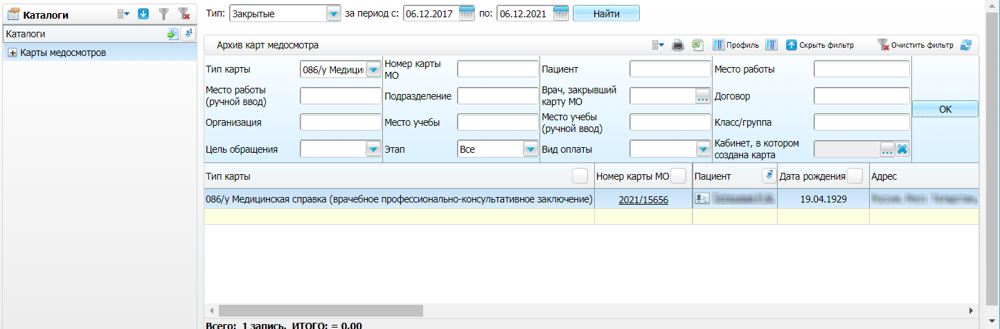 Каталоги
Каталоги
Карты медосмотров
Тип: Закрытые за период с: 06.12.2017 по: 06.12.2021 Найти
Архив карт медосмотра Профиль Скрыть фильтр Очистить фильтр
Тип карты 086/у Медици Номер карты МО Пациент Место работы
Место работы (ручной ввод) Подразделение Врач, закрывший карту МО ... Договор
ОК
Организация Место учебы Место учебы (ручной ввод) Класс/группа
Цель обращения Этап Все Вид оплаты Кабинет, в котором создана карта ...
Тип карты Номер карты МО Пациент Дата рождения Адрес
086/у Медицинская справка (врачебное профессионально-консультативное заключение) 2021/15656 19.04.1929
Всего: 1 запись. ИТОГО: = 0,00